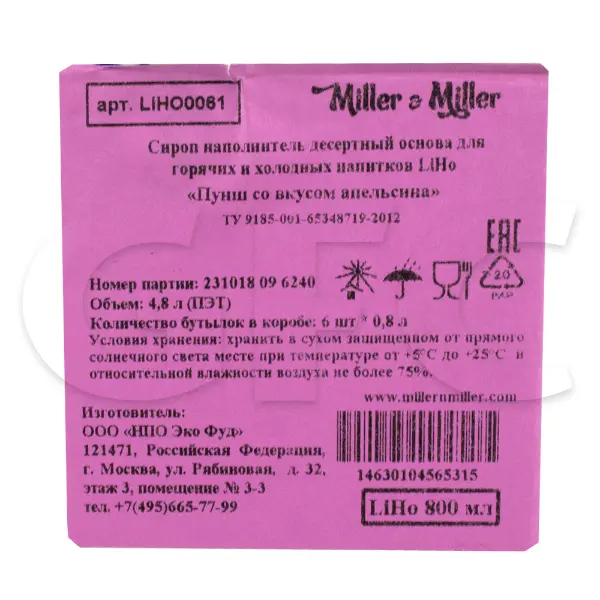 арт. LiHO0061
Miller & Miller
Сироп наполнитель десертный основа для
горячих и холодных напитков LiHo
«Пунш со вкусом апельсина»
ТУ 9185-001-65348719-2012
EAC
Номер партии: 231018 09 6240
Объем: 4,8 л (ПЭТ)
20
PAP
Количество бутылок в коробе: 6 шт * 0,8 л
Условия хранения: хранить в сухом защищенном от прямого
солнечного света месте при температуре от +5°С до +25°С и
относительной влажности воздуха не более 75%.
www.millernmiller.com
Изготовитель:
ООО «НПО Эко Фуд»
121471, Российская Федерация,
г. Москва, ул. Рябиновая, д. 32,
этаж 3, помещение № 3-3
тел. +7(495)665-77-99
14630104565315
LiHo 800 мл
CFC